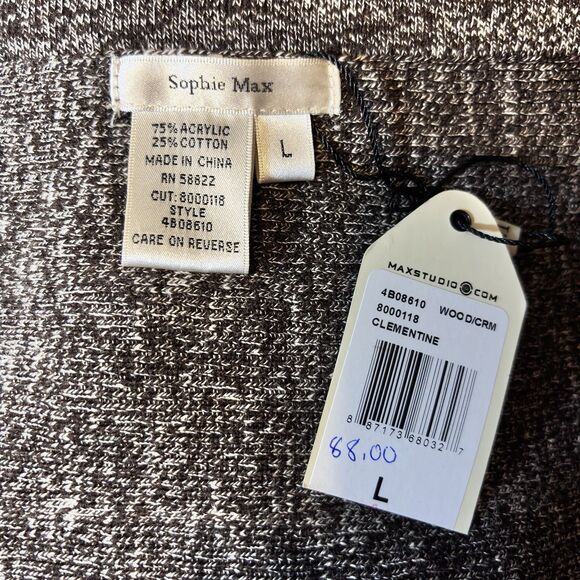 Sophie Max
75% ACRYLIC
25% COTTON
MADE IN CHINA
RN 58822
CUT: 8000118
STYLE
4B08610
CARE ON REVERSE
L
MAXSTUDIO.COM
4B08610 WOOD/CRM
8000118
CLEMENTINE
8 87173 68032 7
88.00
L